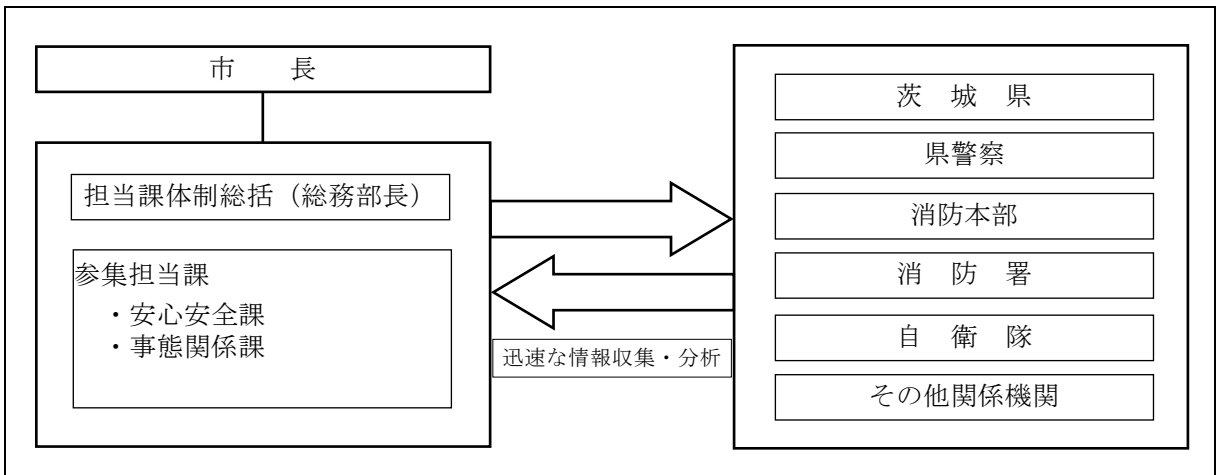 市　　長
担当課体制総括（総務部長）
参集担当課
・安心安全課
・事態関係課
迅速な情報収集・分析
茨　城　県
県警察
消防本部
消　防　署
自　衛　隊
その他関係機関